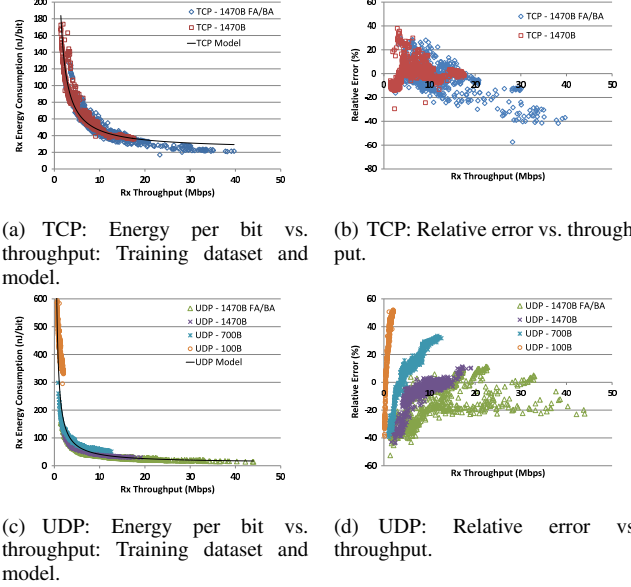 200
180
160
140
120
100
80
60
40
20
0
Rx Energy Consumption (nJ/bit)
TCP - 1470B FA/BA
TCP - 1470B
TCP Model
0 10 20 30 40 50
Rx Throughput (Mbps)
60
40
20
0
-20
-40
-60
-80
Relative Error (%)
TCP - 1470B FA/BA
TCP - 1470B
0 10 20 30 40 50
Rx Throughput (Mbps)
(a) TCP: Energy per bit vs.
throughput: Training dataset and
model.
(b) TCP: Relative error vs. through
put.
600
500
400
300
200
100
0
Rx Energy Consumption (nJ/bit)
UDP - 1470B FA/BA
UDP - 1470B
UDP - 700B
UDP - 100B
UDP Model
0 10 20 30 40 50
Rx Throughput (Mbps)
60
40
20
0
-20
-40
-60
Relative Error (%)
UDP - 1470B FA/BA
UDP - 1470B
UDP - 700B
UDP - 100B
0 10 20 30 40 50
Rx Throughput (Mbps)
(c) UDP: Energy per bit vs.
throughput: Training dataset and
model.
(d) UDP: Relative error vs
throughput.